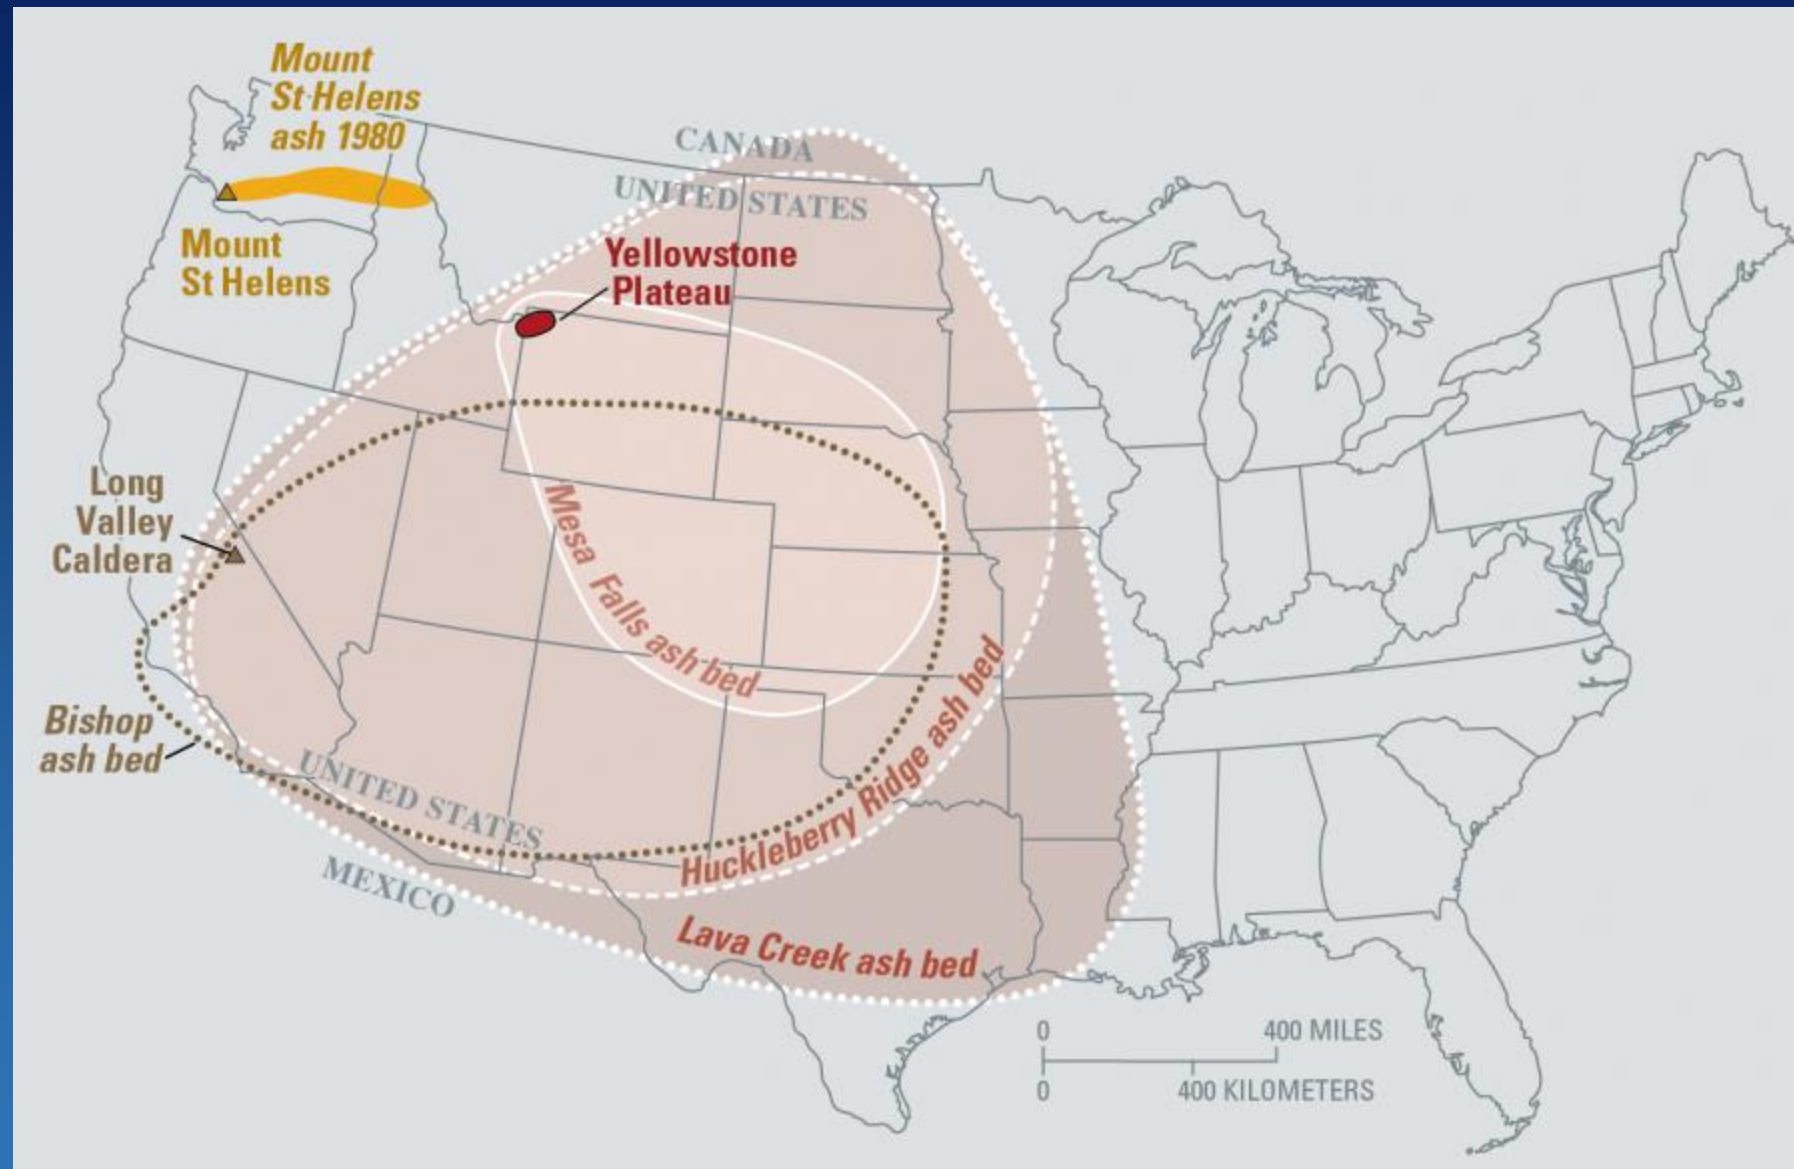 Mount
St Helens
ash 1980
CANADA
UNITED STATES
Mount
St Helens
Yellowstone
Plateau
Long
Valley
Caldera
Mesa Falls ash bed
Bishop
ash bed
Huckleberry Ridge ash bed
UNITED STATES
MEXICO
Lava Creek ash bed
0 400 MILES
0 400 KILOMETERS